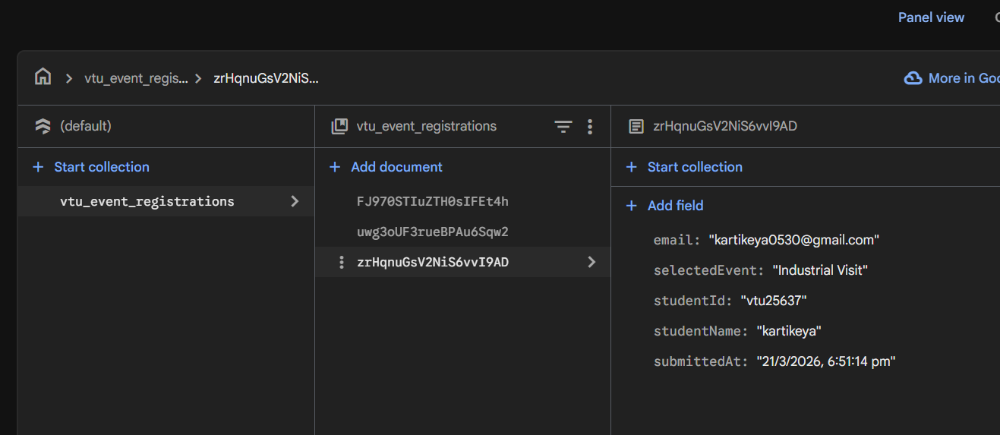 Panel view
vtu_event_regis... zrHqnuGsV2NiS...
More in Goo
(default)
Start collection
vtu_event_registrations
vtu_event_registrations
Add document
FJ970STIuZTH0sIFEt4h
uwg3oUF3rueBPAu6Sqw2
zrHqnuGsV2NiS6vvI9AD
zrHqnuGsV2NiS6vvI9AD
Start collection
Add field
email: "kartikeya0530@gmail.com"
selectedEvent: "Industrial Visit"
studentId: "vtu25637"
studentName: "kartikeya"
submittedAt: "21/3/2026, 6:51:14 pm"